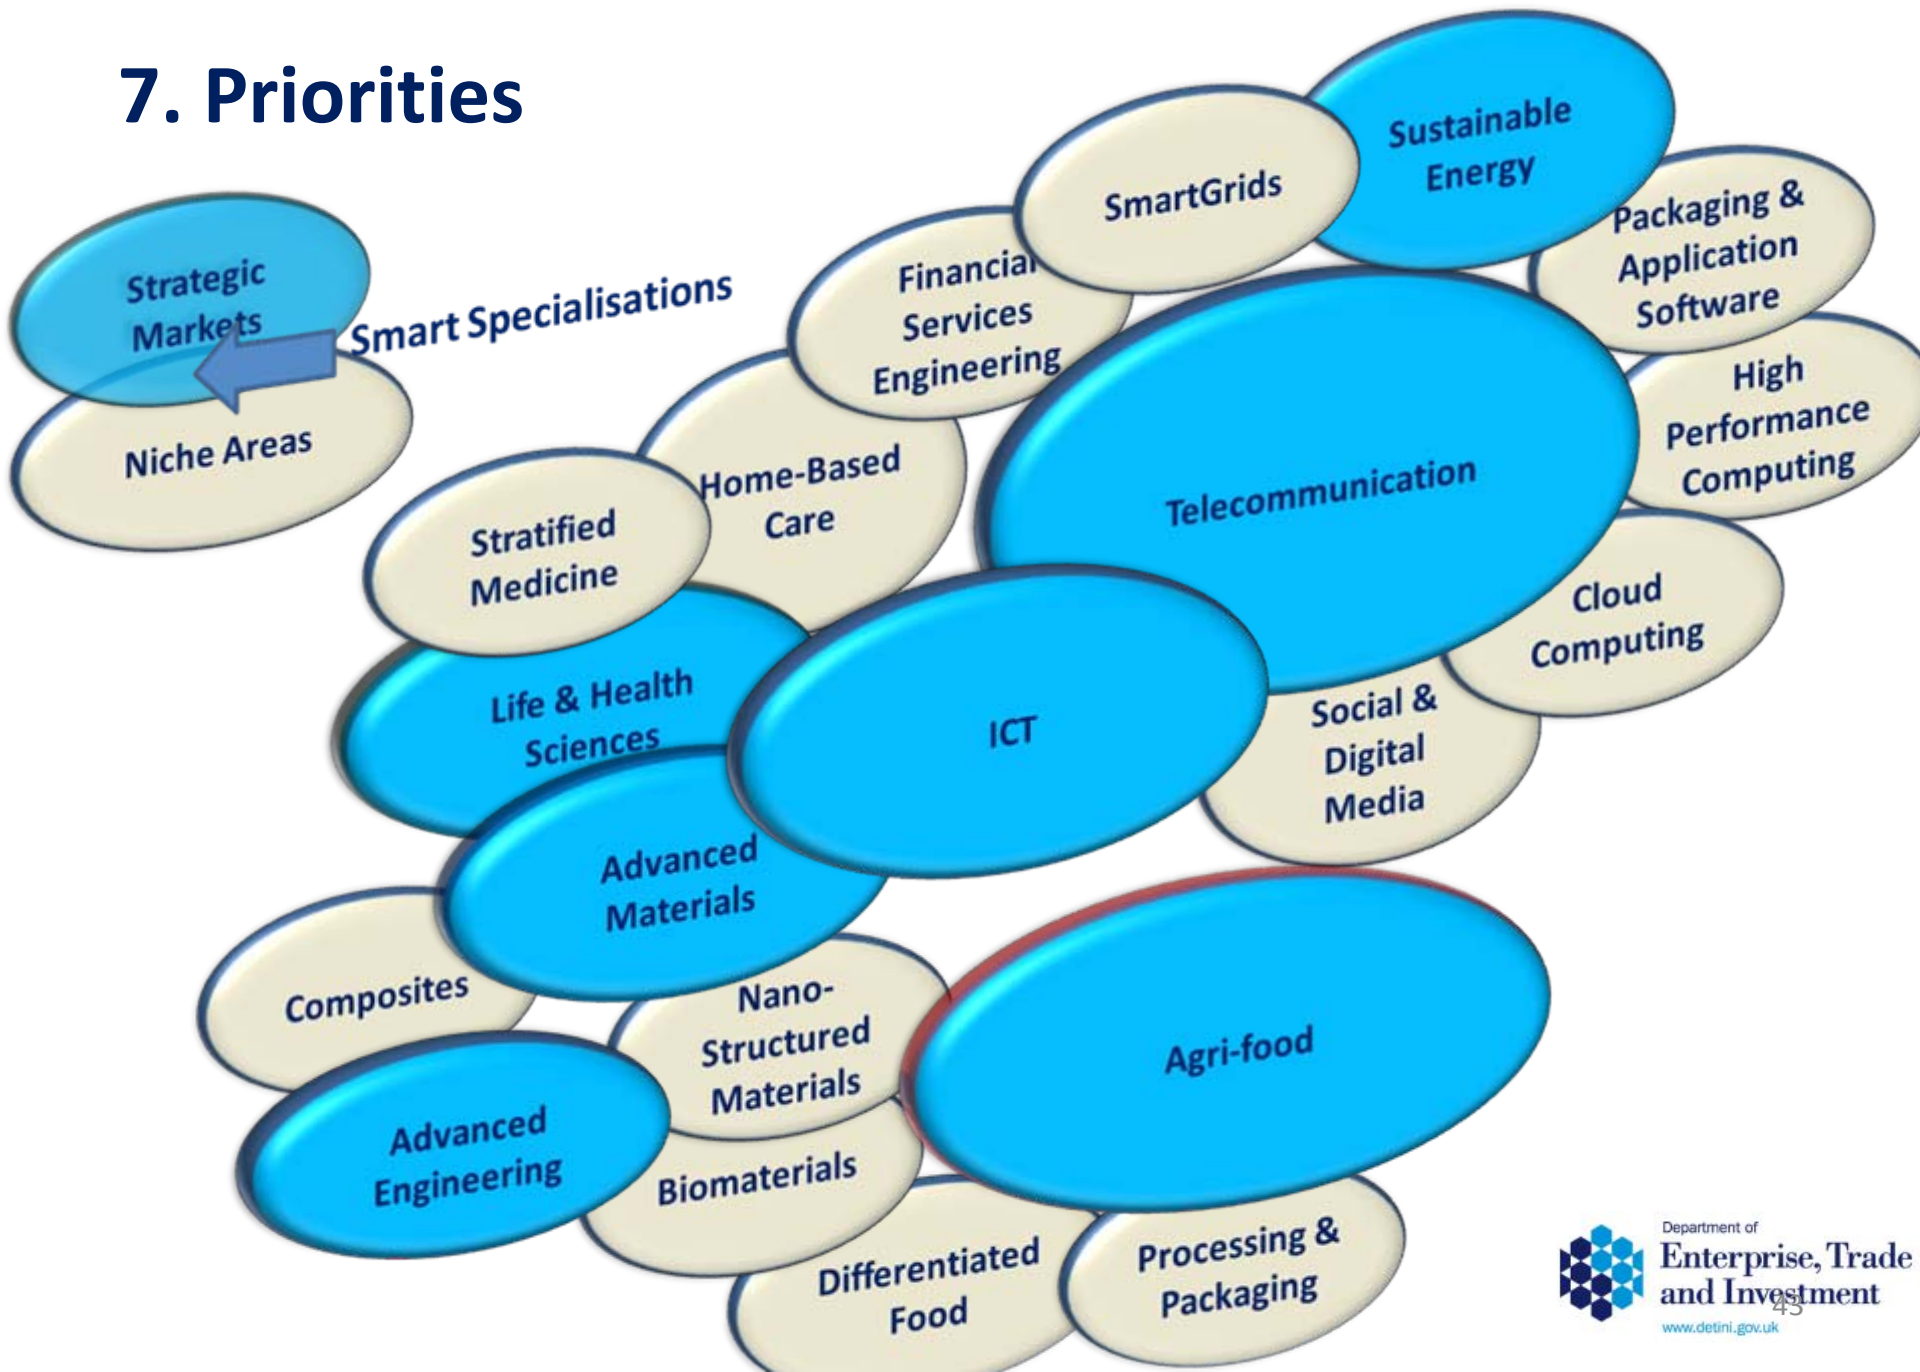 7. Priorities
Strategic
Markets
Smart Specialisations
Niche Areas
Sustainable
Energy
SmartGrids
Packaging &
Application
Software
Financial
Services
Engineering
High
Performance
Computing
Home-Based
Care
Telecommunication
Stratified
Medicine
Cloud
Computing
Life & Health
Sciences
ICT
Social &
Digital
Media
Advanced
Materials
Composites
Nano-
Structured
Materials
Agri-food
Advanced
Engineering
Biomaterials
Differentiated
Food
Processing &
Packaging
Department of
Enterprise, Trade
and Investment
43
www.detini.gov.uk